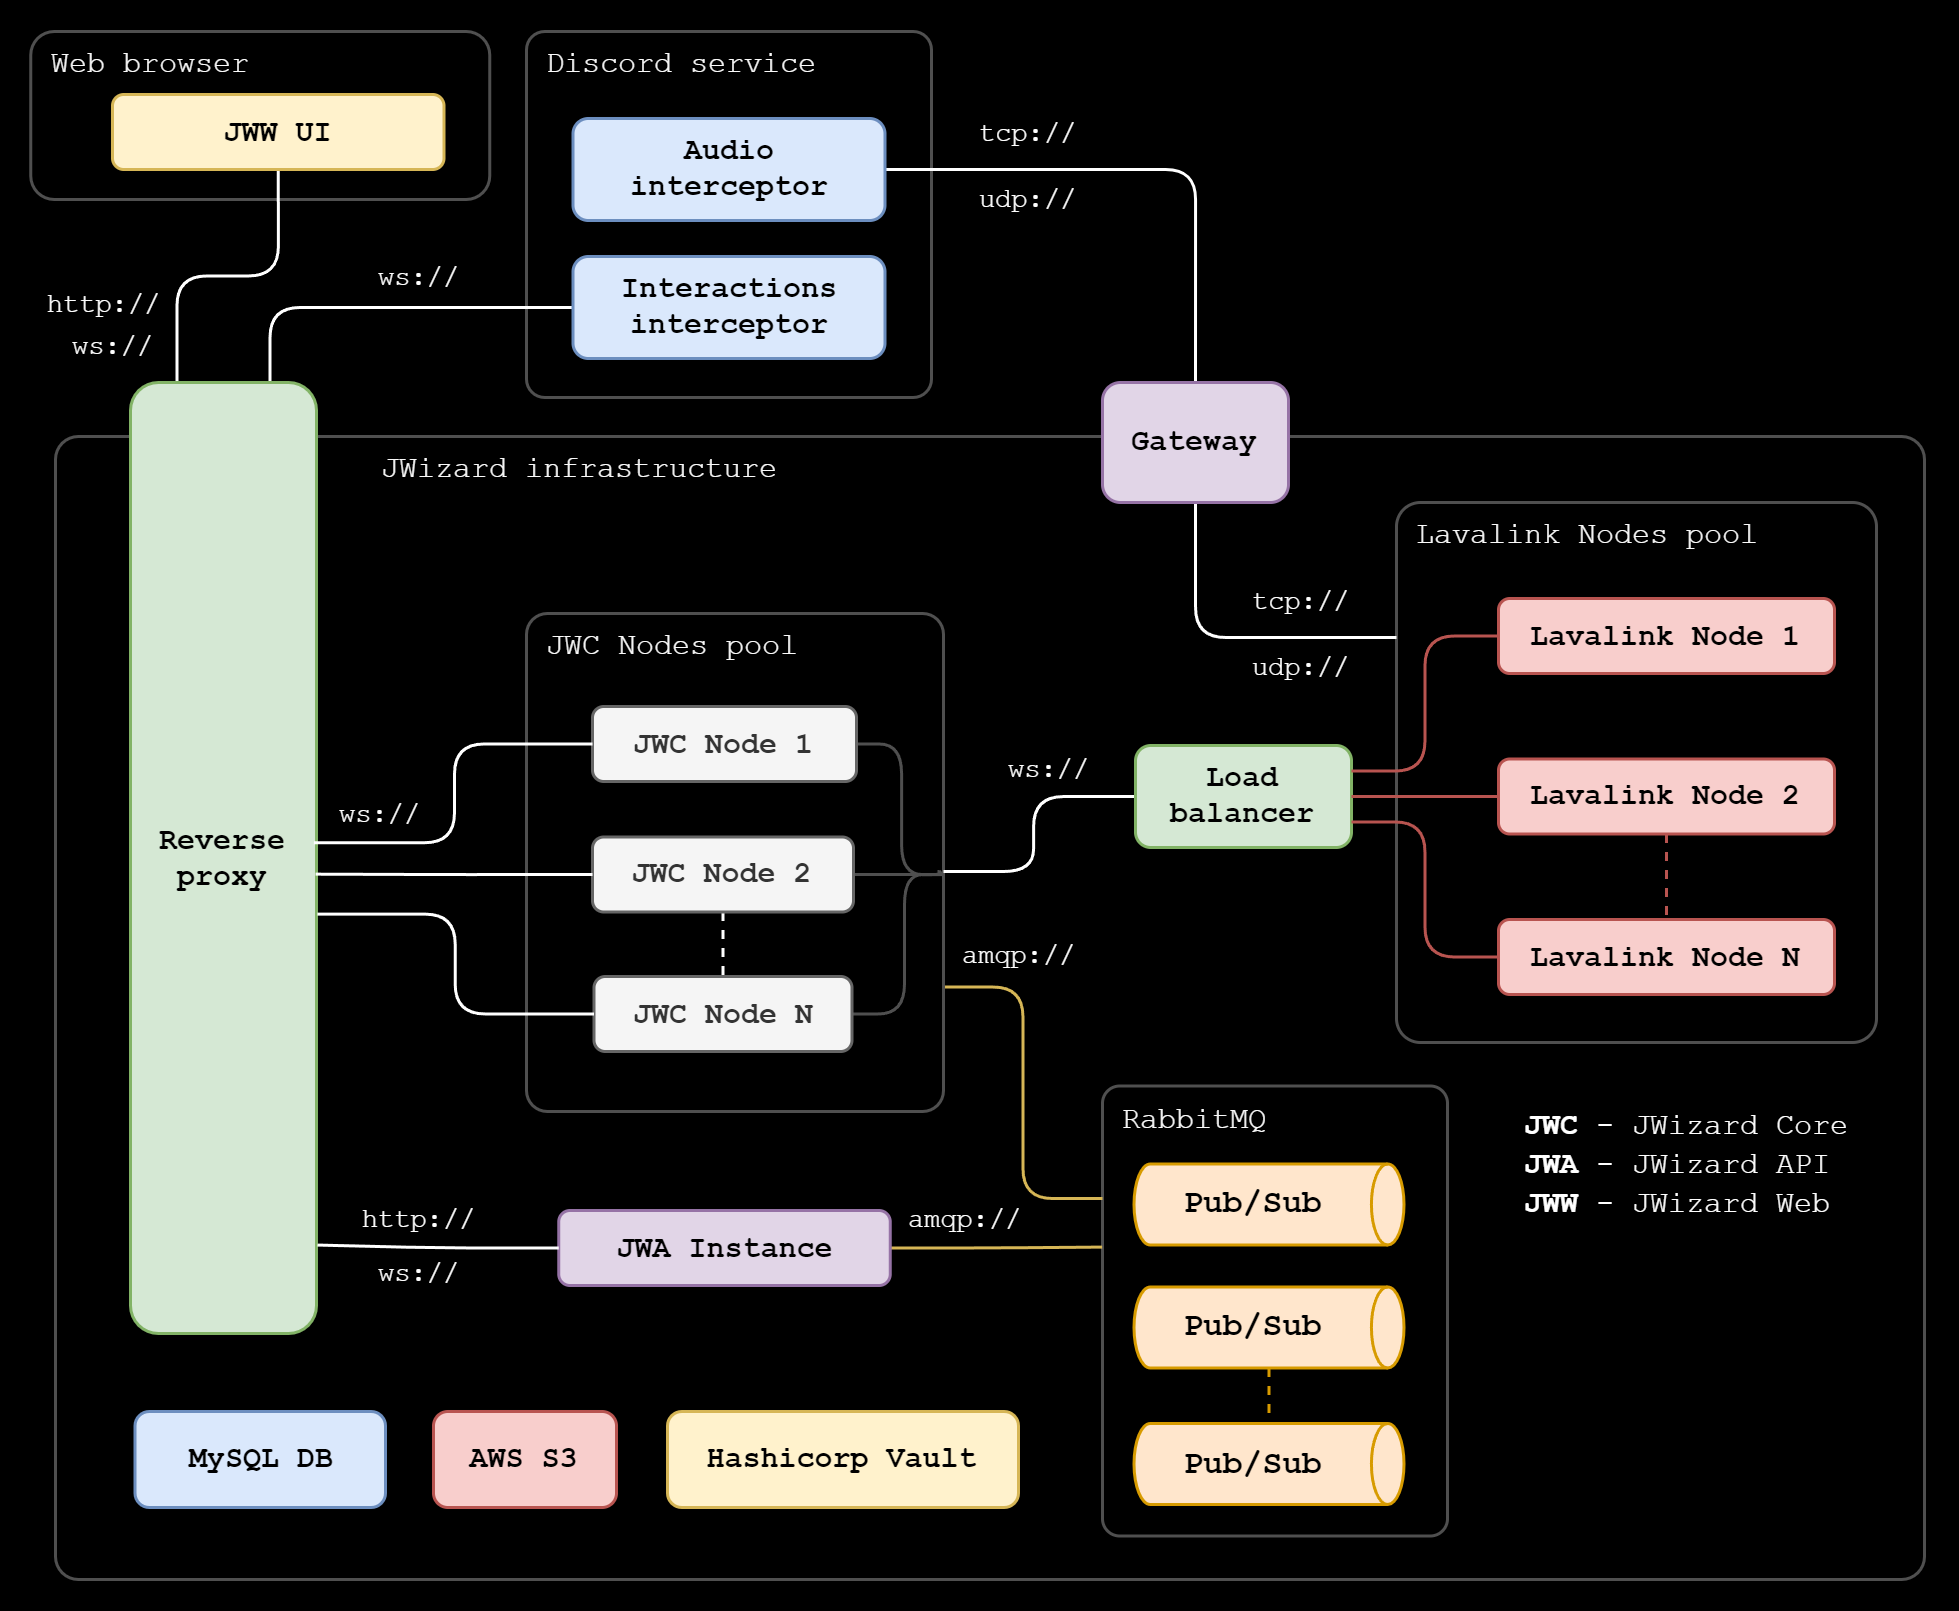 Web browser
JWW UI
Discord service
Audio
interceptor
Interactions
interceptor
tcp://
udp://
ws://
http://
ws://
Gateway
JWizard infrastructure
Reverse
proxy
Lavalink Nodes pool
Lavalink Node 1
Lavalink Node 2
Lavalink Node N
tcp://
udp://
JWC Nodes pool
JWC Node 1
JWC Node 2
JWC Node N
ws://
ws://
Load
balancer
amqp://
RabbitMQ
Pub/Sub
Pub/Sub
Pub/Sub
JWC - JWizard Core
JWA - JWizard API
JWW - JWizard Web
http://
ws://
JWA Instance
amqp://
MySQL DB
AWS S3
Hashicorp Vault